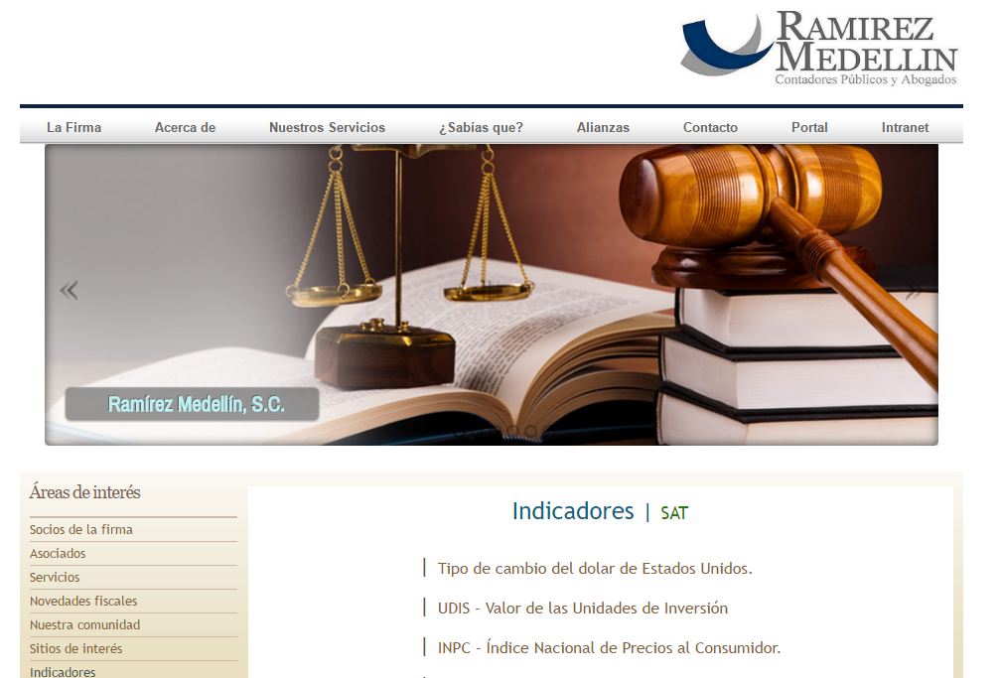 RAMIREZ
MEDELLIN
Contadores Públicos y Abogados
La Firma Acerca de Nuestros Servicios ¿Sabías que? Alianzas Contacto Portal Intranet
Ramírez Medellín, S.C.
Áreas de interés
Socios de la firma
Asociados
Servicios
Novedades fiscales
Nuestra comunidad
Sitios de interés
Indicadores
Indicadores | SAT
Tipo de cambio del dolar de Estados Unidos.
UDIS - Valor de las Unidades de Inversión
INPC - Índice Nacional de Precios al Consumidor.